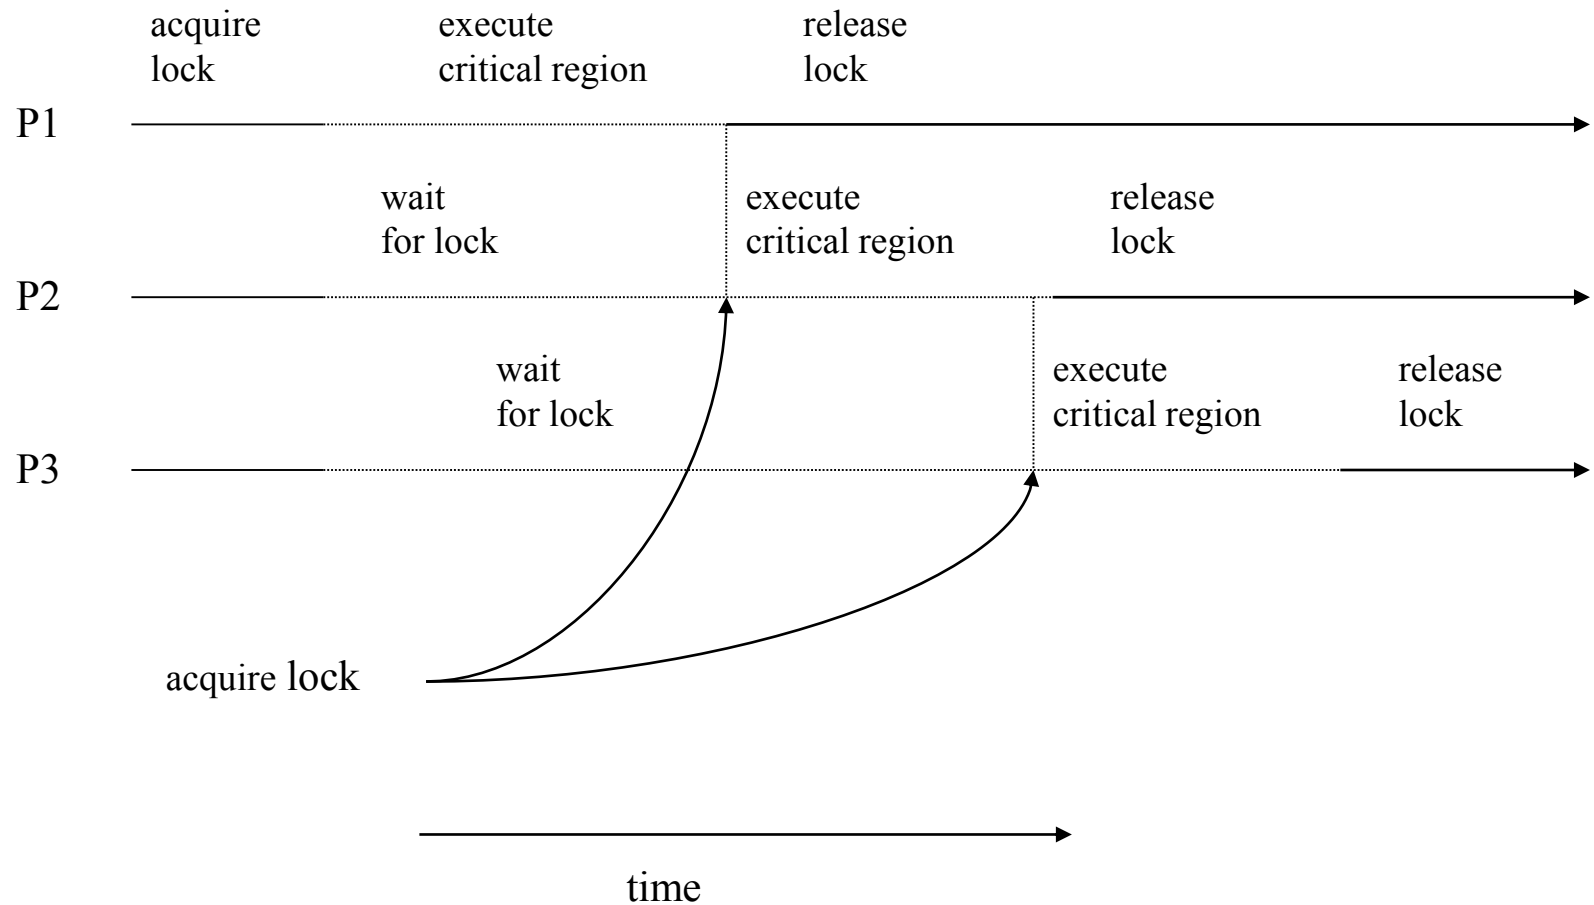 acquire
lock
execute
critical region
release
lock
P1
wait
for lock
execute
critical region
release
lock
P2
wait
for lock
execute
critical region
release
lock
P3
acquire lock
time